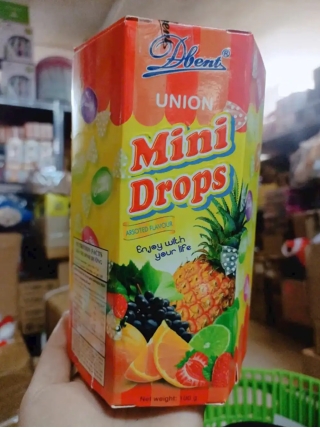 Dbent®
UNION
Mini
Drops
ASSORTED FLAVOUR
Enjoy with
your life
Net weight: